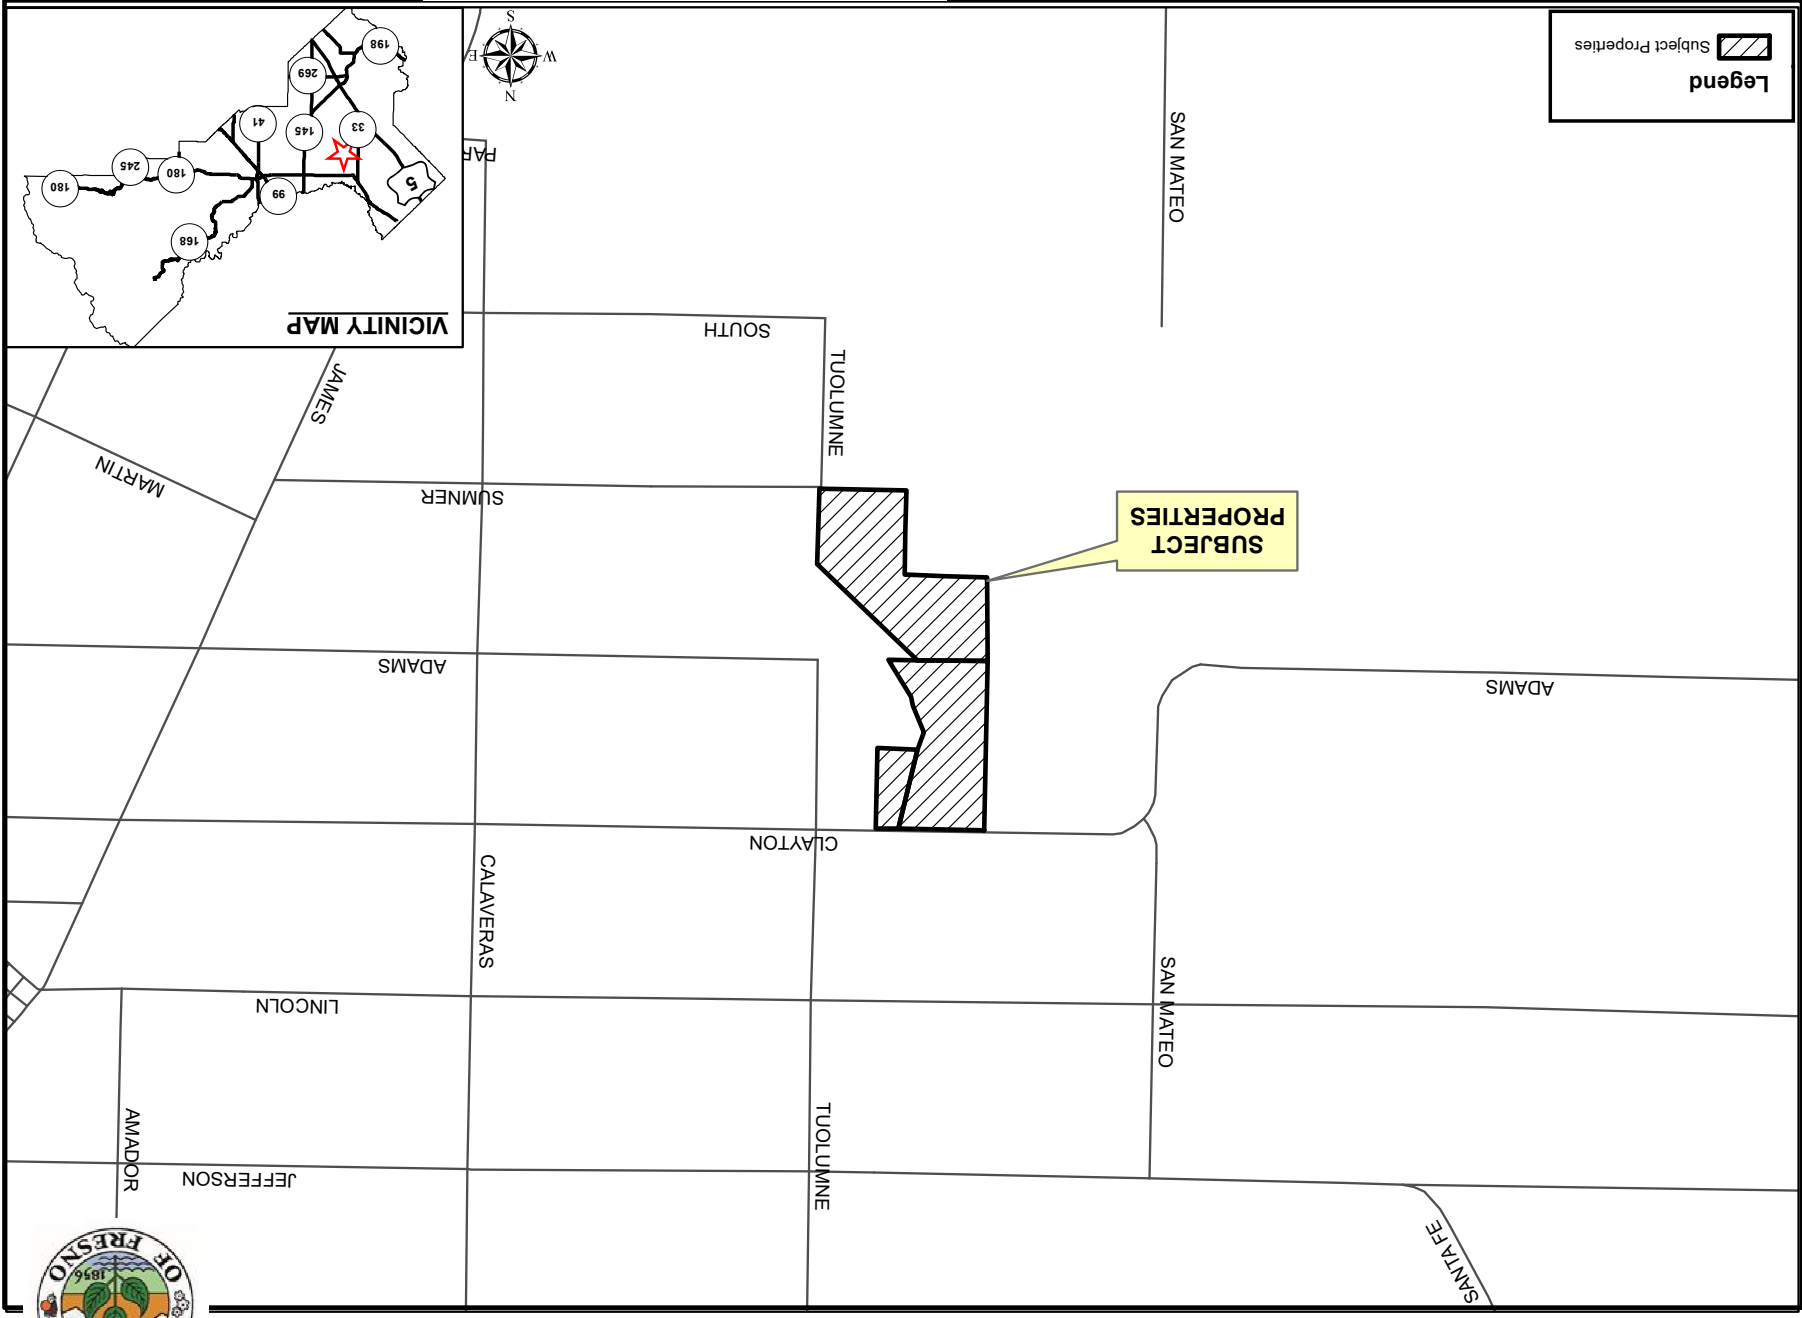 OF FRESNO
1856
SANTA FE
JEFFERSON
TUOLUMNE
AMADOR
SAN MATEO
LINCOLN
CALAVERAS
CLAYTON
ADAMS
ADAMS
SUBJECT
PROPERTIES
SUMNER
MARTIN
TUOLUMNE
JAMES
SOUTH
SAN MATEO
PAR
VICINITY MAP
168
99
180
180
245
5
33
145
41
269
198
N
W
E
S
Legend
Subject Properties